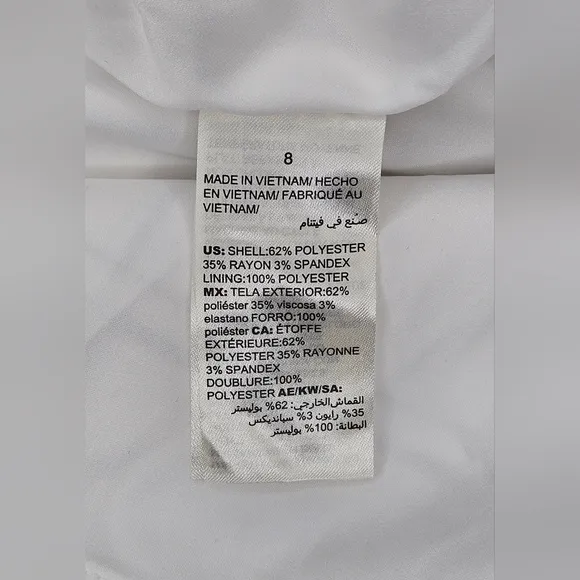 8
MADE IN VIETNAM/ HECHO
EN VIETNAM/ FABRIQUÉ AU
VIETNAM/
صُنع في فيتنام
US: SHELL:62% POLYESTER
35% RAYON 3% SPANDEX
LINING:100% POLYESTER
MX: TELA EXTERIOR:62%
poliéster 35% viscosa 3%
elastano FORRO:100%
poliéster CA: ÉTOFFE
EXTÉRIEURE:62%
POLYESTER 35% RAYONNE
3% SPANDEX
DOUBLURE:100%
POLYESTER AE/KW/SA:
القماش الخارجي: 62% بوليستر
35% رايون 3% سبانديكس
البطانة: 100% بوليستر